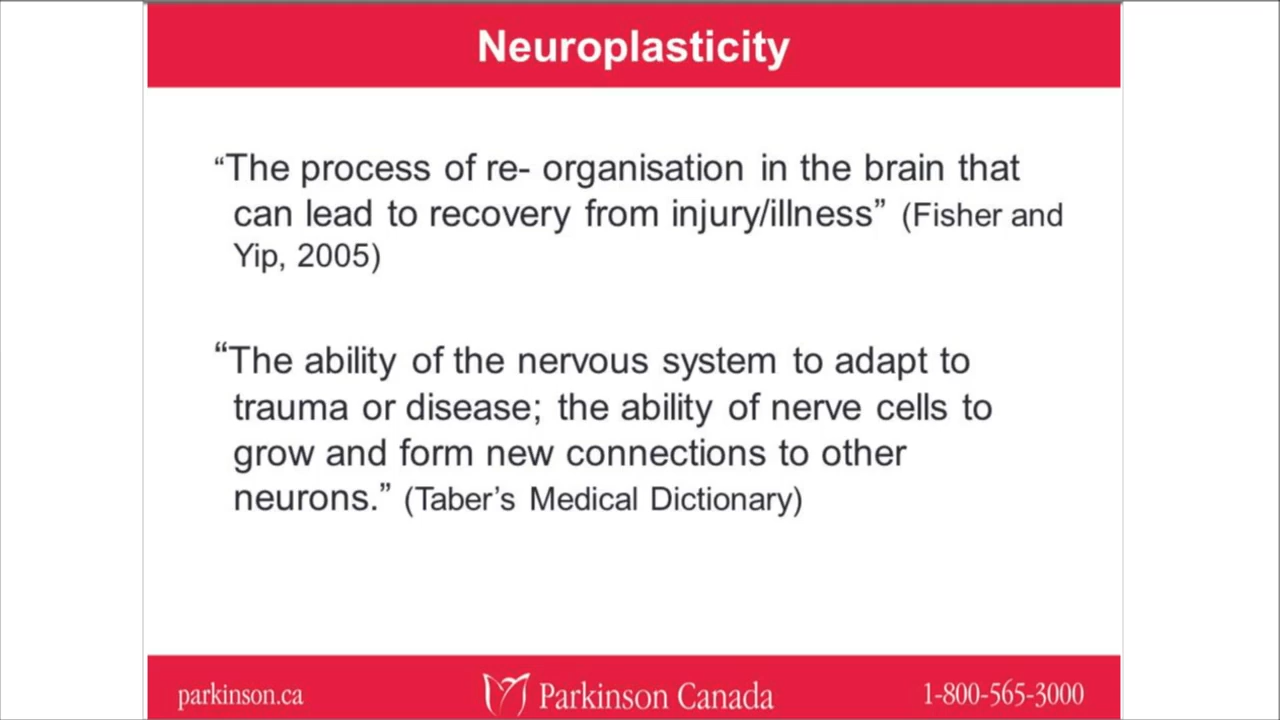 Neuroplasticity
“The process of re- organisation in the brain that
can lead to recovery from injury/illness” (Fisher and
Yip, 2005)
“The ability of the nervous system to adapt to
trauma or disease; the ability of nerve cells to
grow and form new connections to other
neurons.” (Taber’s Medical Dictionary)
parkinson.ca Parkinson Canada 1-800-565-3000